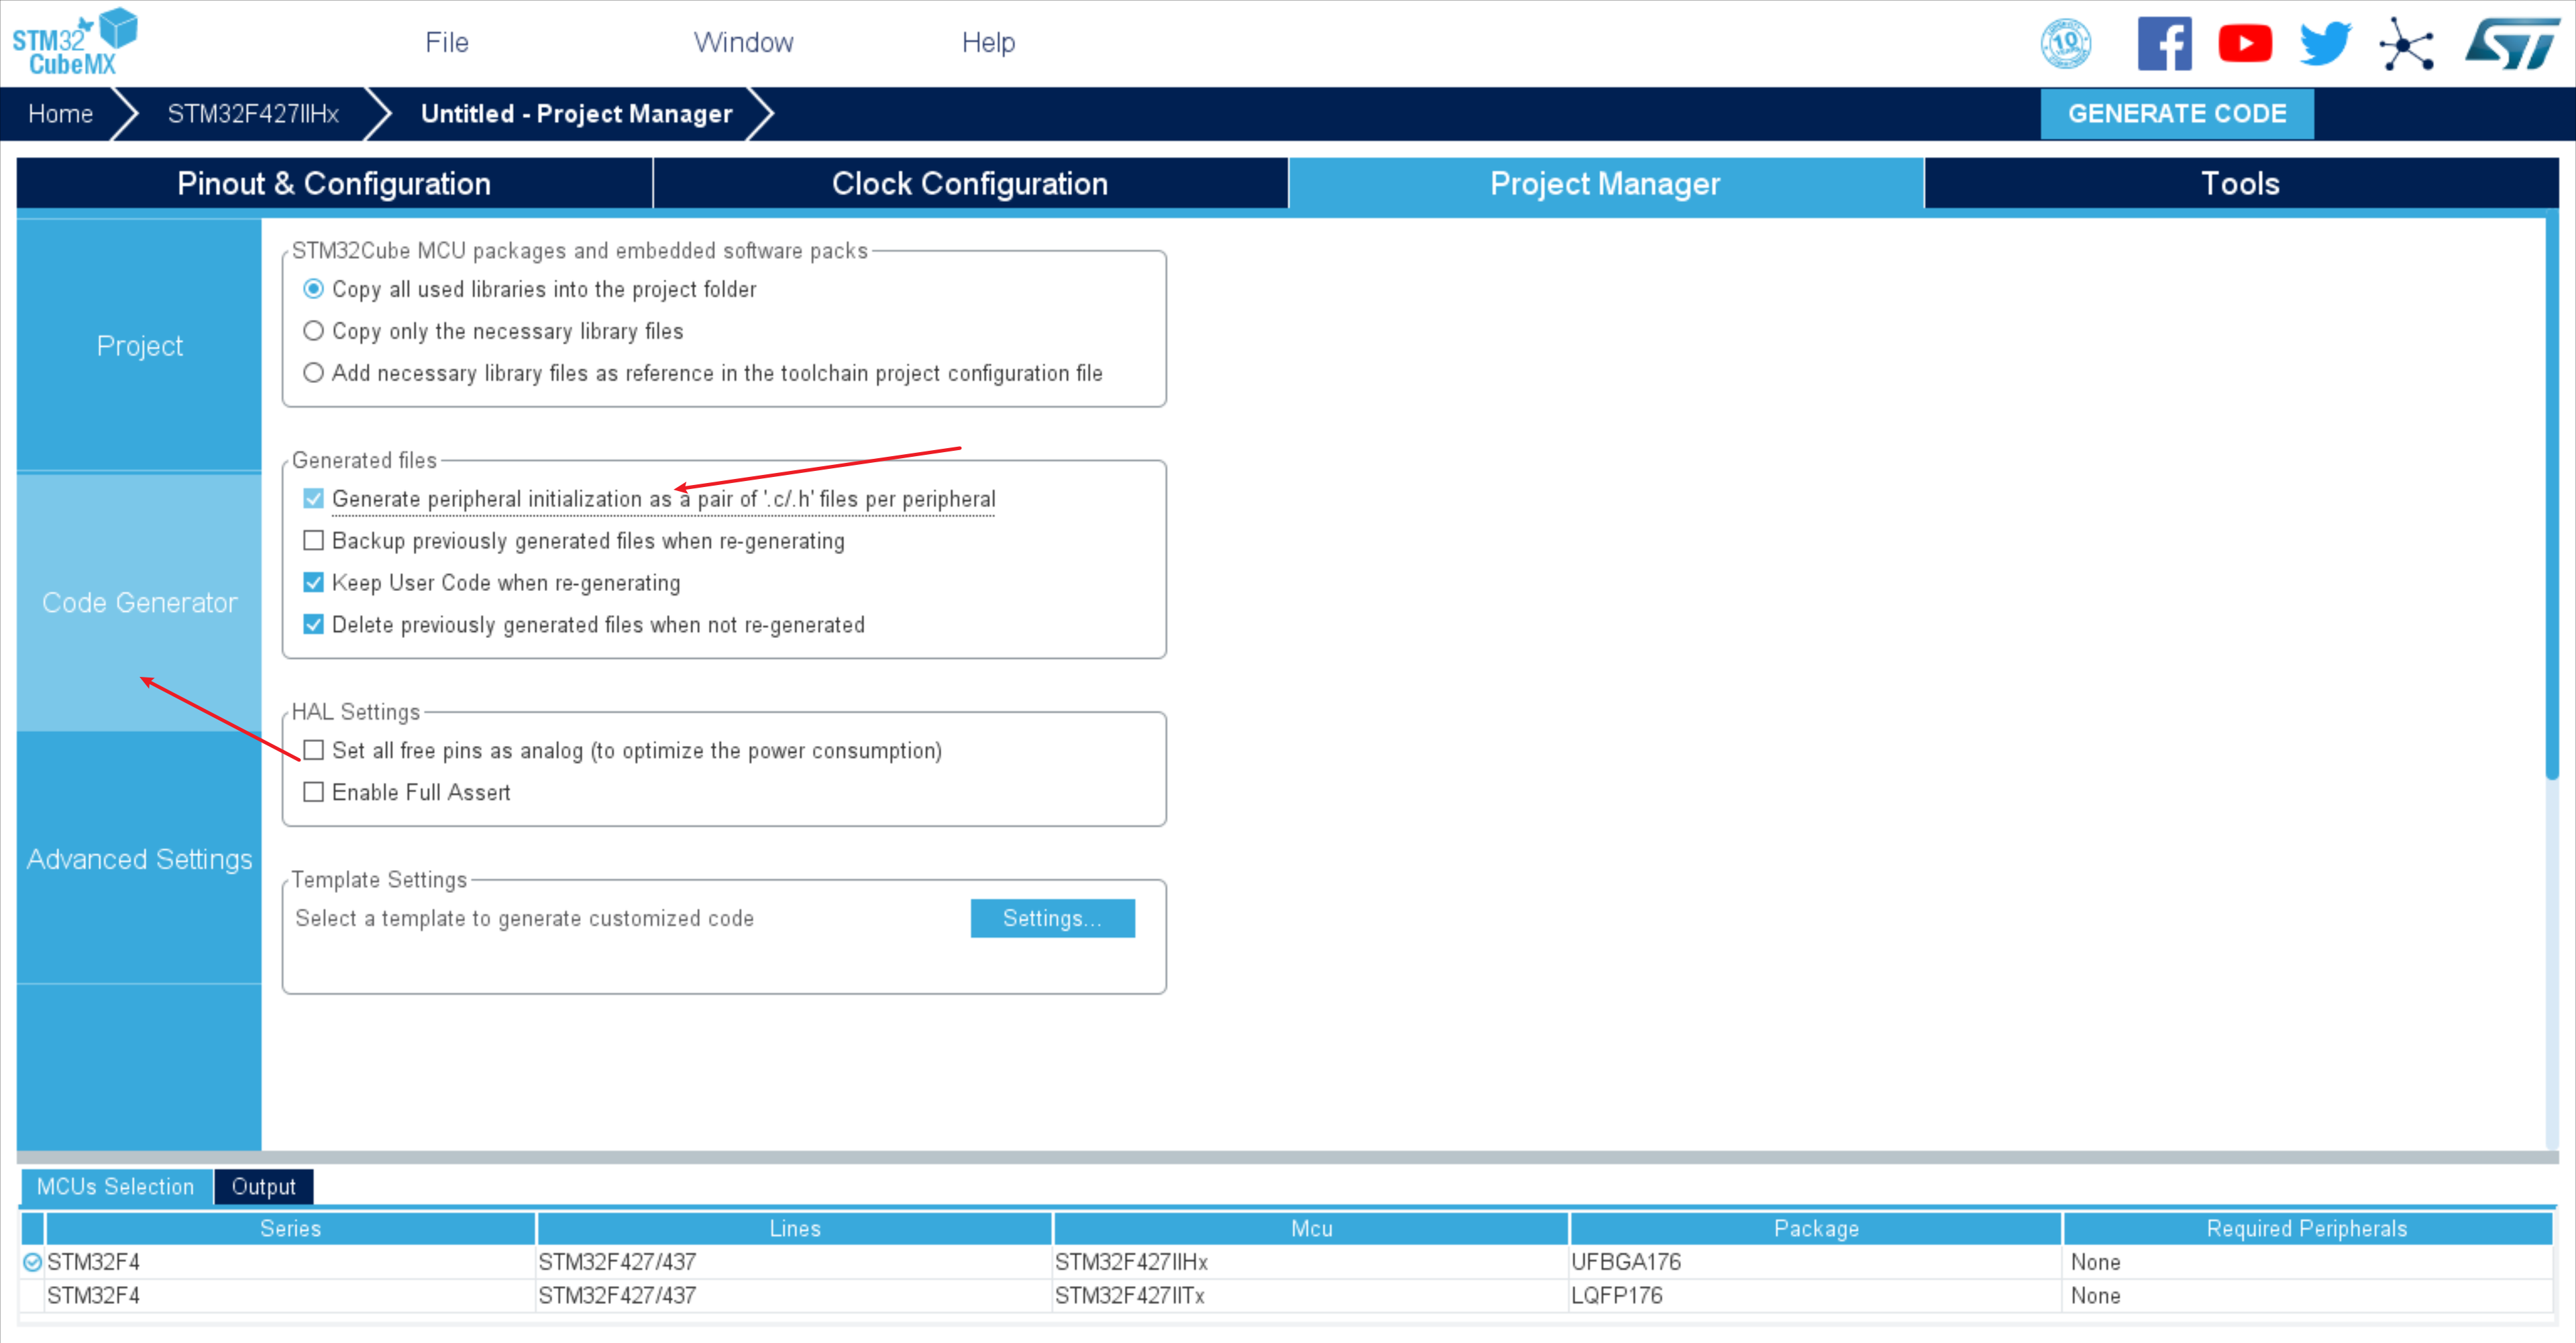 STM32
CubeMX
File
Window
Help
10
Home
STM32F427IIHx
Untitled - Project Manager
GENERATE CODE
Pinout & Configuration
Clock Configuration
Project Manager
Tools
Project
Code Generator
Advanced Settings
STM32Cube MCU packages and embedded software packs
Copy all used libraries into the project folder
Copy only the necessary library files
Add necessary library files as reference in the toolchain project configuration file
Generated files
Generate peripheral initialization as a pair of '.c/.h' files per peripheral
Backup previously generated files when re-generating
Keep User Code when re-generating
Delete previously generated files when not re-generated
HAL Settings
Set all free pins as analog (to optimize the power consumption)
Enable Full Assert
Template Settings
Select a template to generate customized code
Settings...
MCUs Selection
Output
Series Lines Mcu Package Required Peripherals
STM32F4 STM32F427/437 STM32F427IIHx UFBGA176 None
STM32F4 STM32F427/437 STM32F427IITx LQFP176 None